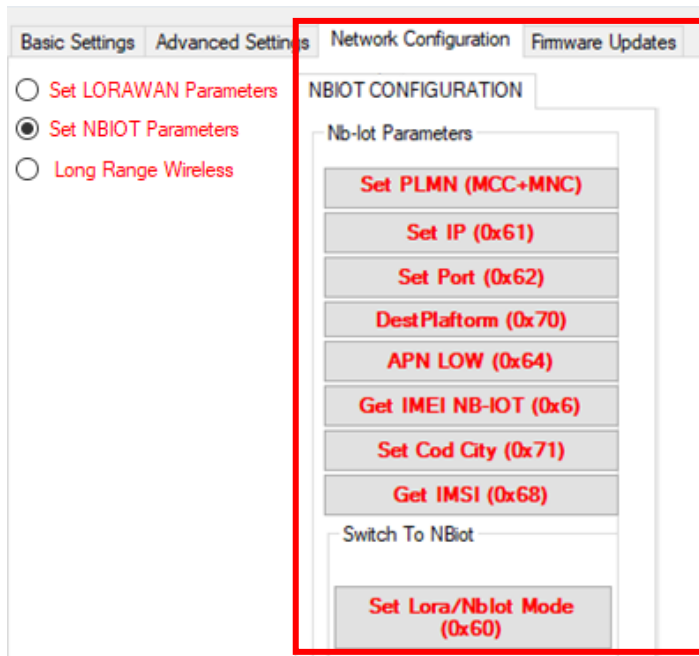 Basic Settings Advanced Settings Network Configuration Firmware Updates
Set LORAWAN Parameters
Set NBIOT Parameters
Long Range Wireless
NBIOT CONFIGURATION
Nb-Iot Parameters
Set PLMN (MCC+MNC)
Set IP (0x61)
Set Port (0x62)
DestPlaftorm (0x70)
APN LOW (0x64)
Get IMEI NB-IOT (0x6)
Set Cod City (0x71)
Get IMSI (0x68)
Switch To NBiot
Set Lora/NbIot Mode
(0x60)